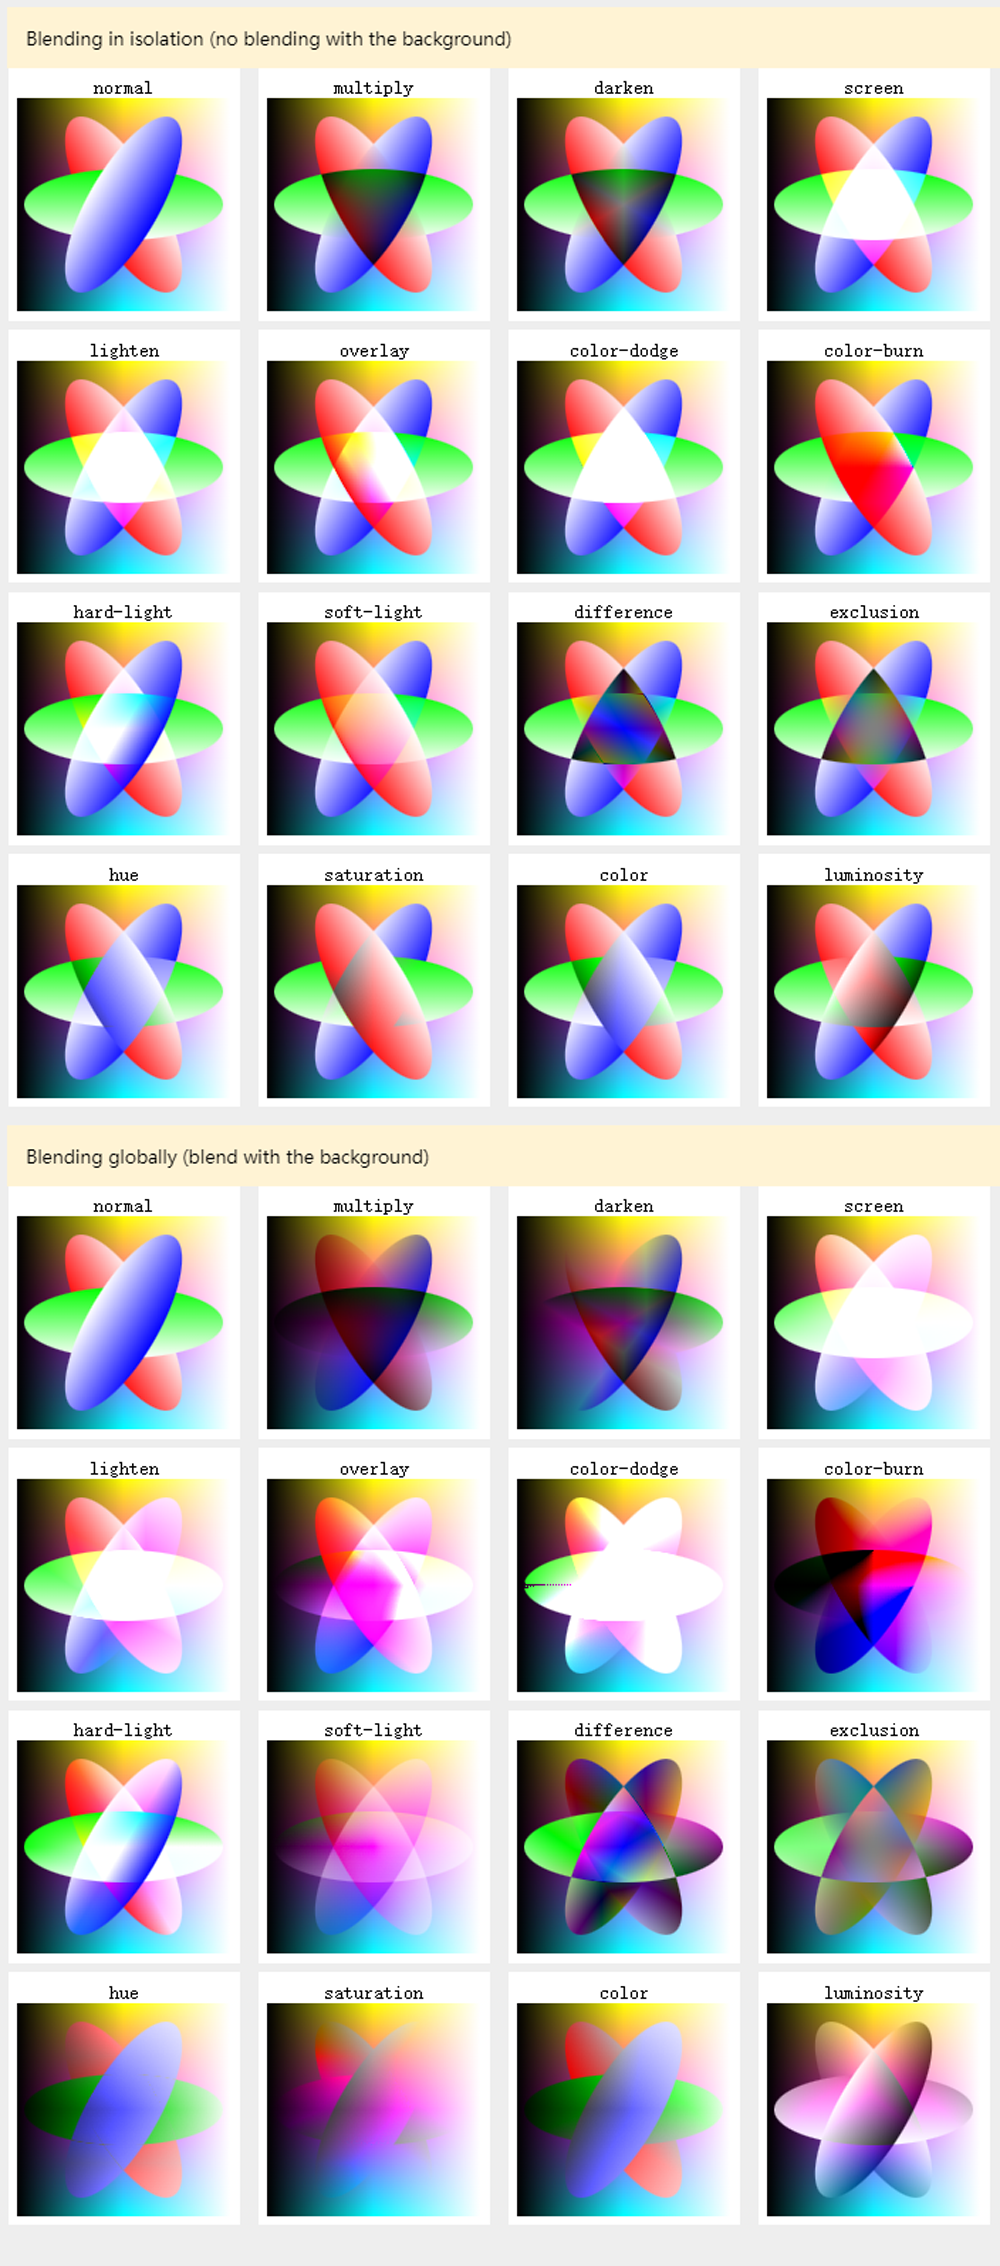 Blending in isolation (no blending with the background)
normal multiply darken screen
lighten overlay color-dodge color-burn
hard-light soft-light difference exclusion
hue saturation color luminosity
Blending globally (blend with the background)
normal multiply darken screen
lighten overlay color-dodge color-burn
hard-light soft-light difference exclusion
hue saturation color luminosity